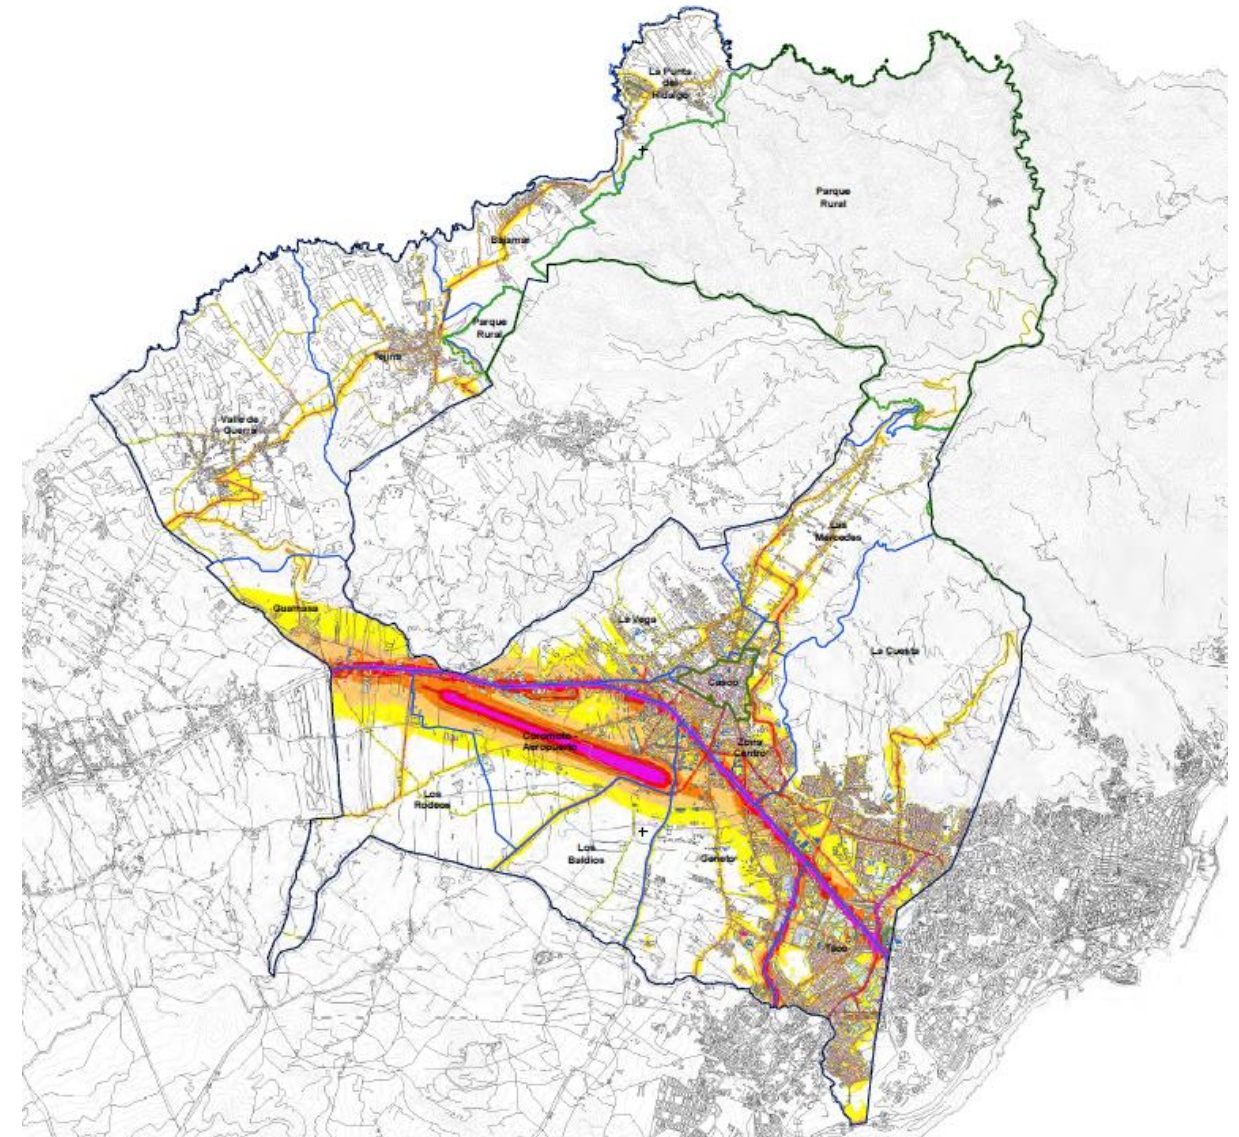 La Punta
del
Hidalgo
Parque
Rural
Bajamar
Parque
Rural
Tejina
Valle de
Guerra
Las
Mercedes
Guamasa
La Vega
La Cuesta
Casco
Coromoto -
Aeropuerto
Zona
Centro
Los
Rodeos
Los
Baldios
Geneto
Taco